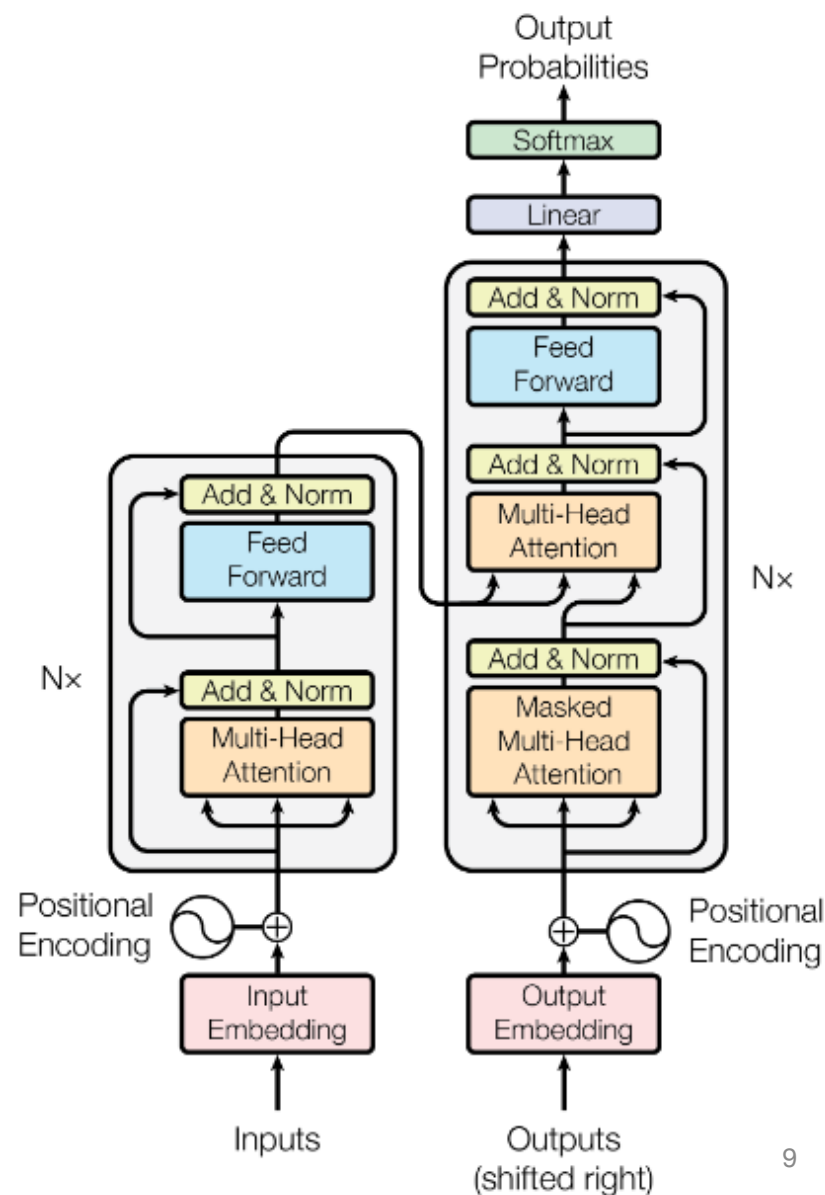 Output
Probabilities
Softmax
Linear
Add & Norm
Feed
Forward
Add & Norm
Multi-Head
Attention
Nx
Add & Norm
Masked
Multi-Head
Attention
Add & Norm
Feed
Forward
Nx
Add & Norm
Multi-Head
Attention
Positional
Encoding
Positional
Encoding
Input
Embedding
Output
Embedding
Inputs
Outputs
(shifted right)
9